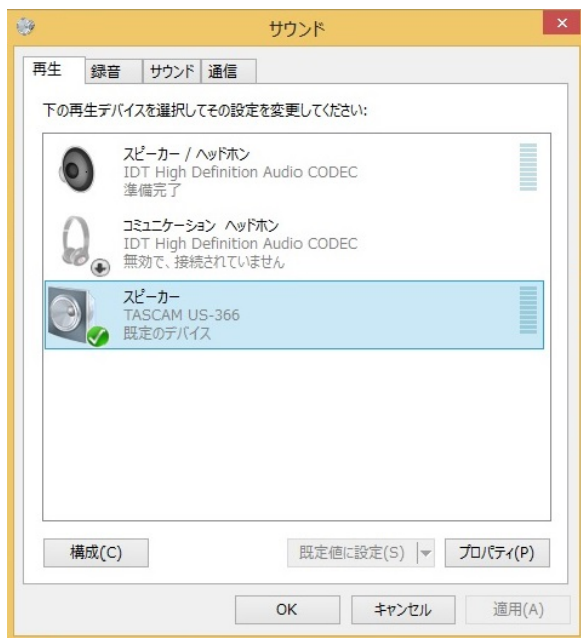 サウンド
再生 録音 サウンド 通信
下の再生デバイスを選択してその設定を変更してください:
スピーカー / ヘッドホン
IDT High Definition Audio CODEC
準備完了
コミュニケーション ヘッドホン
IDT High Definition Audio CODEC
無効で、接続されていません
スピーカー
TASCAM US-366
既定のデバイス
構成(C) 既定値に設定(S) プロパティ(P)
OK キャンセル 適用(A)